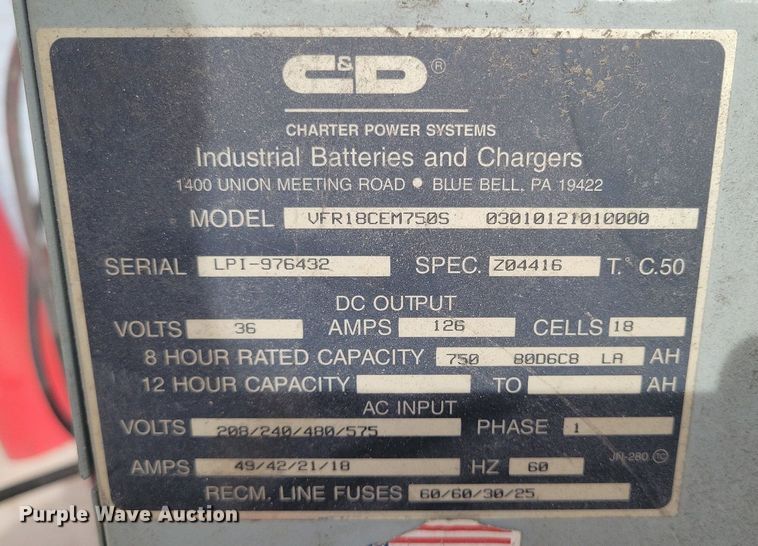 C&D ®
CHARTER POWER SYSTEMS
Industrial Batteries and Chargers
1400 UNION MEETING ROAD • BLUE BELL, PA 19422
MODEL VFR18CEM750S 03010121010000
SERIAL LPI-976432 SPEC. Z04416 T.° C.50
DC OUTPUT
VOLTS 36 AMPS 126 CELLS 18
8 HOUR RATED CAPACITY 750 80D6C8 LA AH
12 HOUR CAPACITY TO AH
AC INPUT
VOLTS 208/240/480/575 PHASE 1
AMPS 49/42/21/18 HZ 60
JN-280 TC
RECM. LINE FUSES 60/60/30/25
Purple Wave Auction